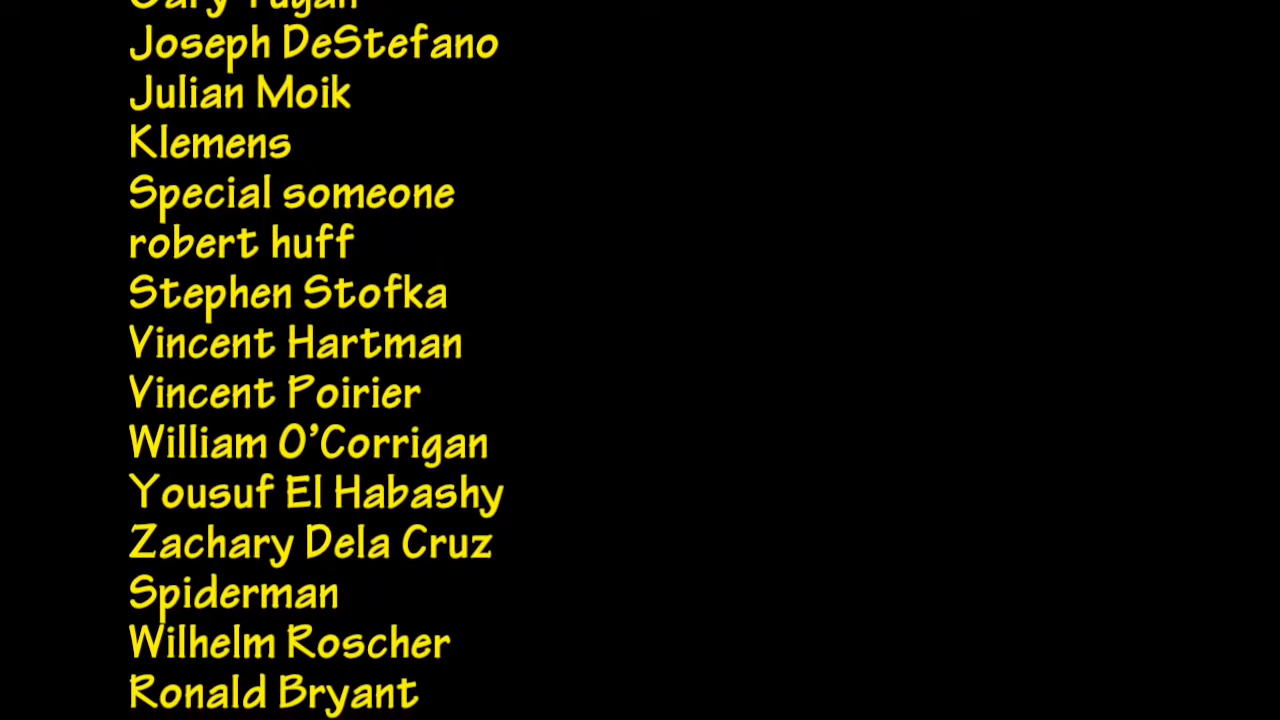 Joseph DeStefano
Julian Moik
Klemens
Special someone
robert huff
Stephen Stofka
Vincent Hartman
Vincent Poirier
William O’Corrigan
Yousuf El Habashy
Zachary Dela Cruz
Spiderman
Wilhelm Roscher
Ronald Bryant